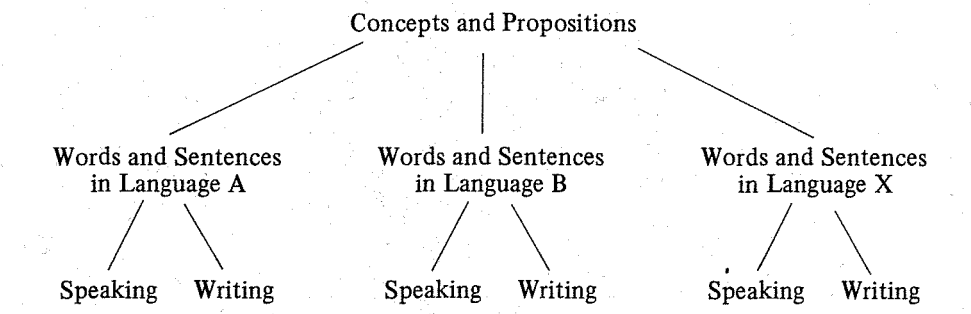 Concepts and Propositions
Words and Sentences
in Language A
Words and Sentences
in Language B
Words and Sentences
in Language X
Speaking
Writing
Speaking
Writing
Speaking
Writing